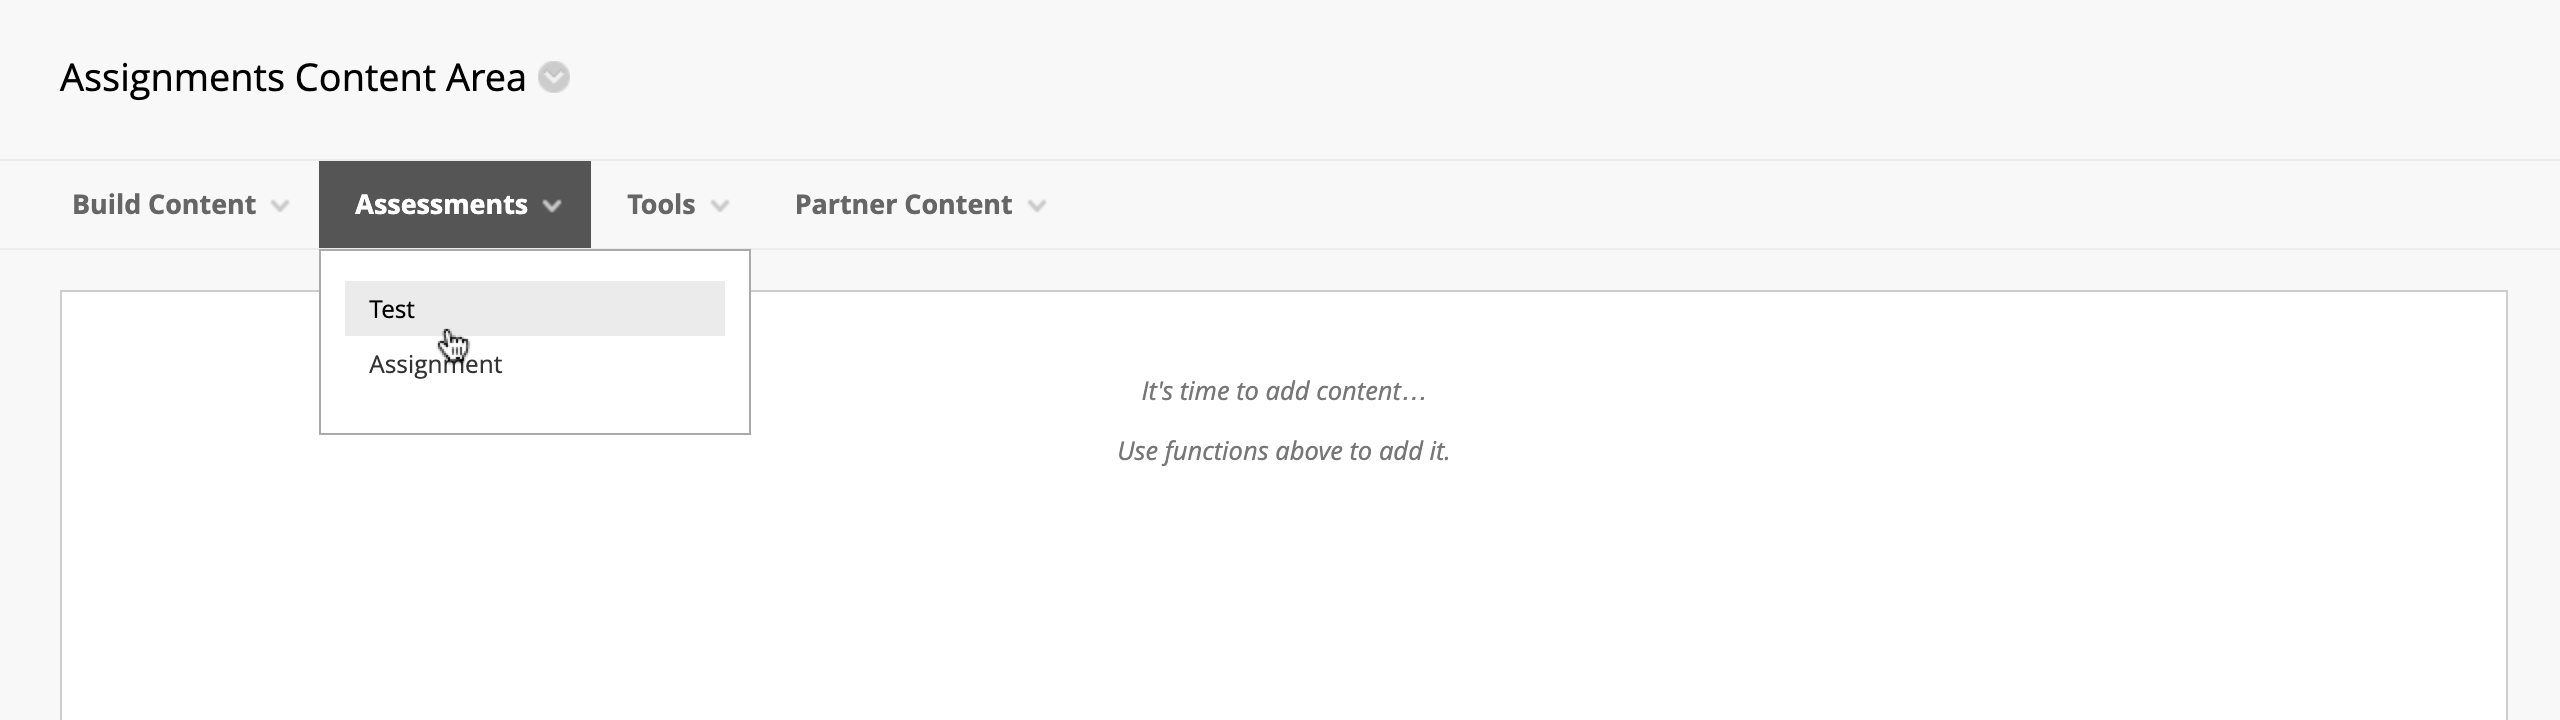 Assignments Content Area
Build Content Assessments Tools Partner Content
Test
Assignment
It's time to add content...
Use functions above to add it.